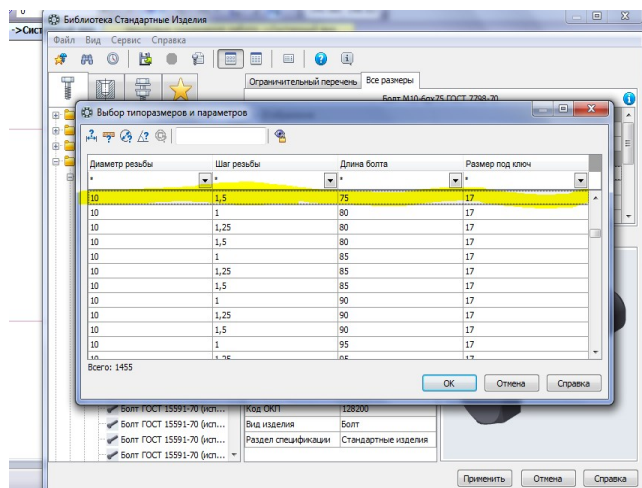 ->Сист
Библиотека Стандартные Изделия
Файл Вид Сервис Справка
Ограничительный перечень Все размеры
Болт М10-6gx75 ГОСТ 7798-70
Выбор типоразмеров и параметров
Диаметр резьбы Шаг резьбы Длина болта Размер под ключ
* * * *
10 1,5 75 17
10 1 80 17
10 1,25 80 17
10 1,5 80 17
10 1 85 17
10 1,25 85 17
10 1,5 85 17
10 1 90 17
10 1,25 90 17
10 1,5 90 17
10 1 95 17
10 1,25 95 17
Всего: 1455
OK Отмена Справка
Болт ГОСТ 15591-70 (исп... Код ОКП 128200
Болт ГОСТ 15591-70 (исп... Вид изделия Болт
Болт ГОСТ 15591-70 (исп... Раздел спецификации Стандартные изделия
Болт ГОСТ 15591-70 (исп...
Применить Отмена Справка